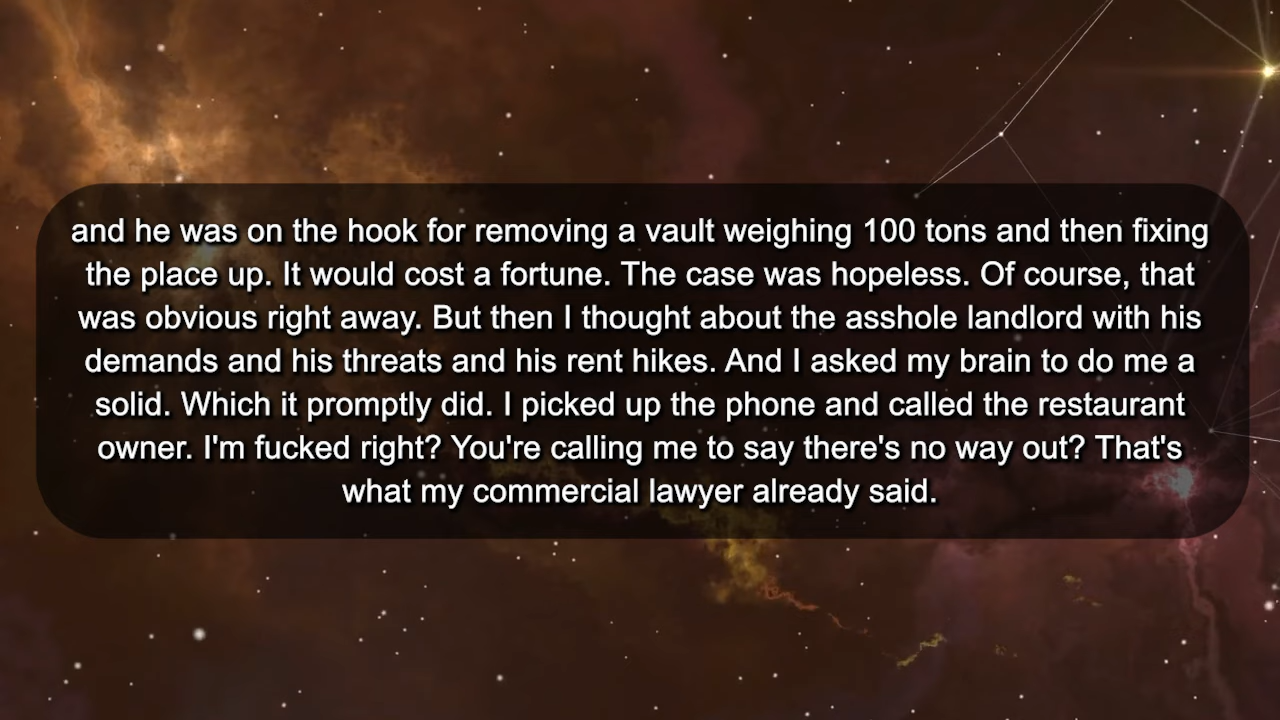 and he was on the hook for removing a vault weighing 100 tons and then fixing
the place up. It would cost a fortune. The case was hopeless. Of course, that
was obvious right away. But then I thought about the asshole landlord with his
demands and his threats and his rent hikes. And I asked my brain to do me a
solid. Which it promptly did. I picked up the phone and called the restaurant
owner. I'm fucked right? You're calling me to say there's no way out? That's
what my commercial lawyer already said.